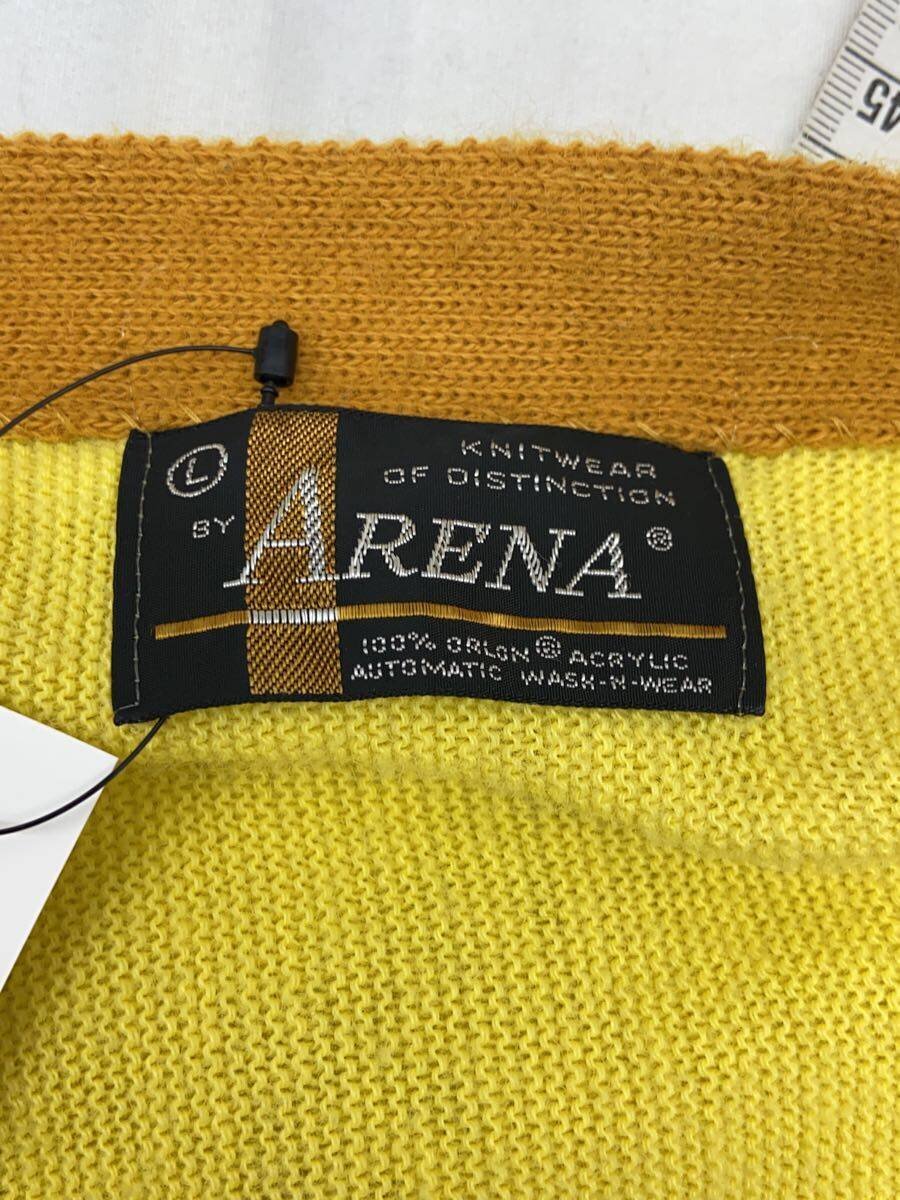 45
L
KNITWEAR
OF DISTINCTION
BY ARENA®
100% ORLON® ACRYLIC
AUTOMATIC WASH-N-WEAR